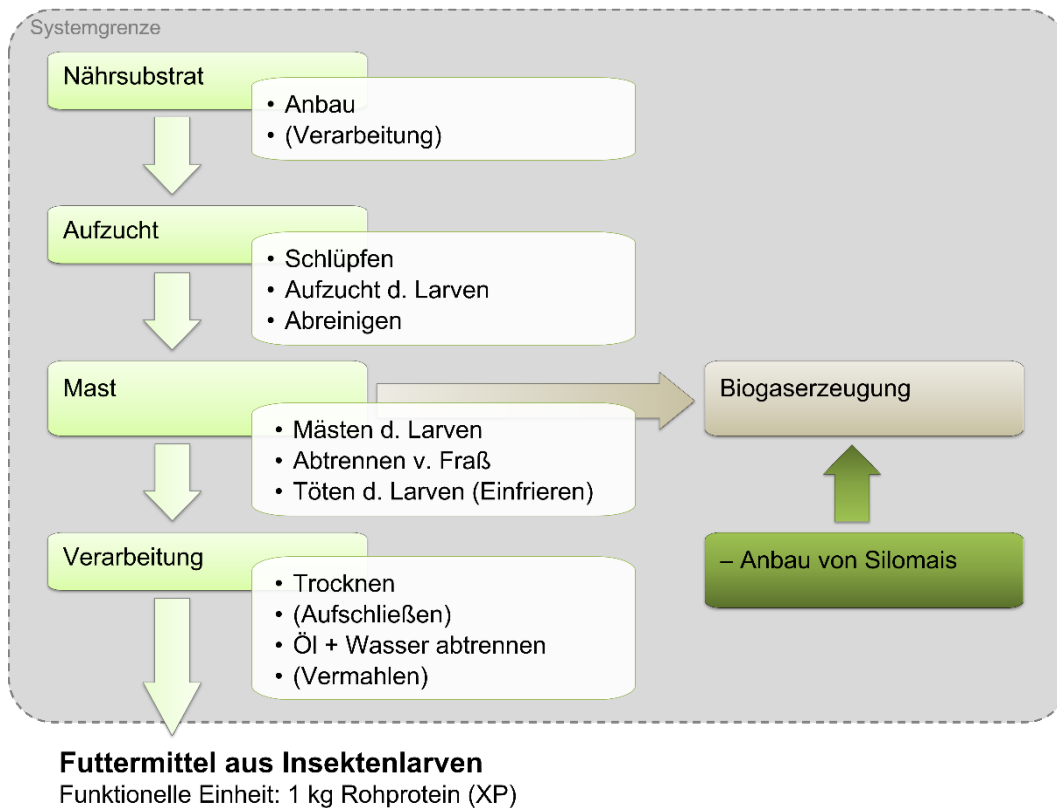 Systemgrenze
Nährsubstrat
• Anbau
• (Verarbeitung)
Aufzucht
• Schlüpfen
• Aufzucht d. Larven
• Abreinigen
Mast
• Mästen d. Larven
• Abtrennen v. Fraß
• Töten d. Larven (Einfrieren)
Biogaserzeugung
– Anbau von Silomais
Verarbeitung
• Trocknen
• (Aufschließen)
• Öl + Wasser abtrennen
• (Vermahlen)
Futtermittel aus Insektenlarven
Funktionelle Einheit: 1 kg Rohprotein (XP)